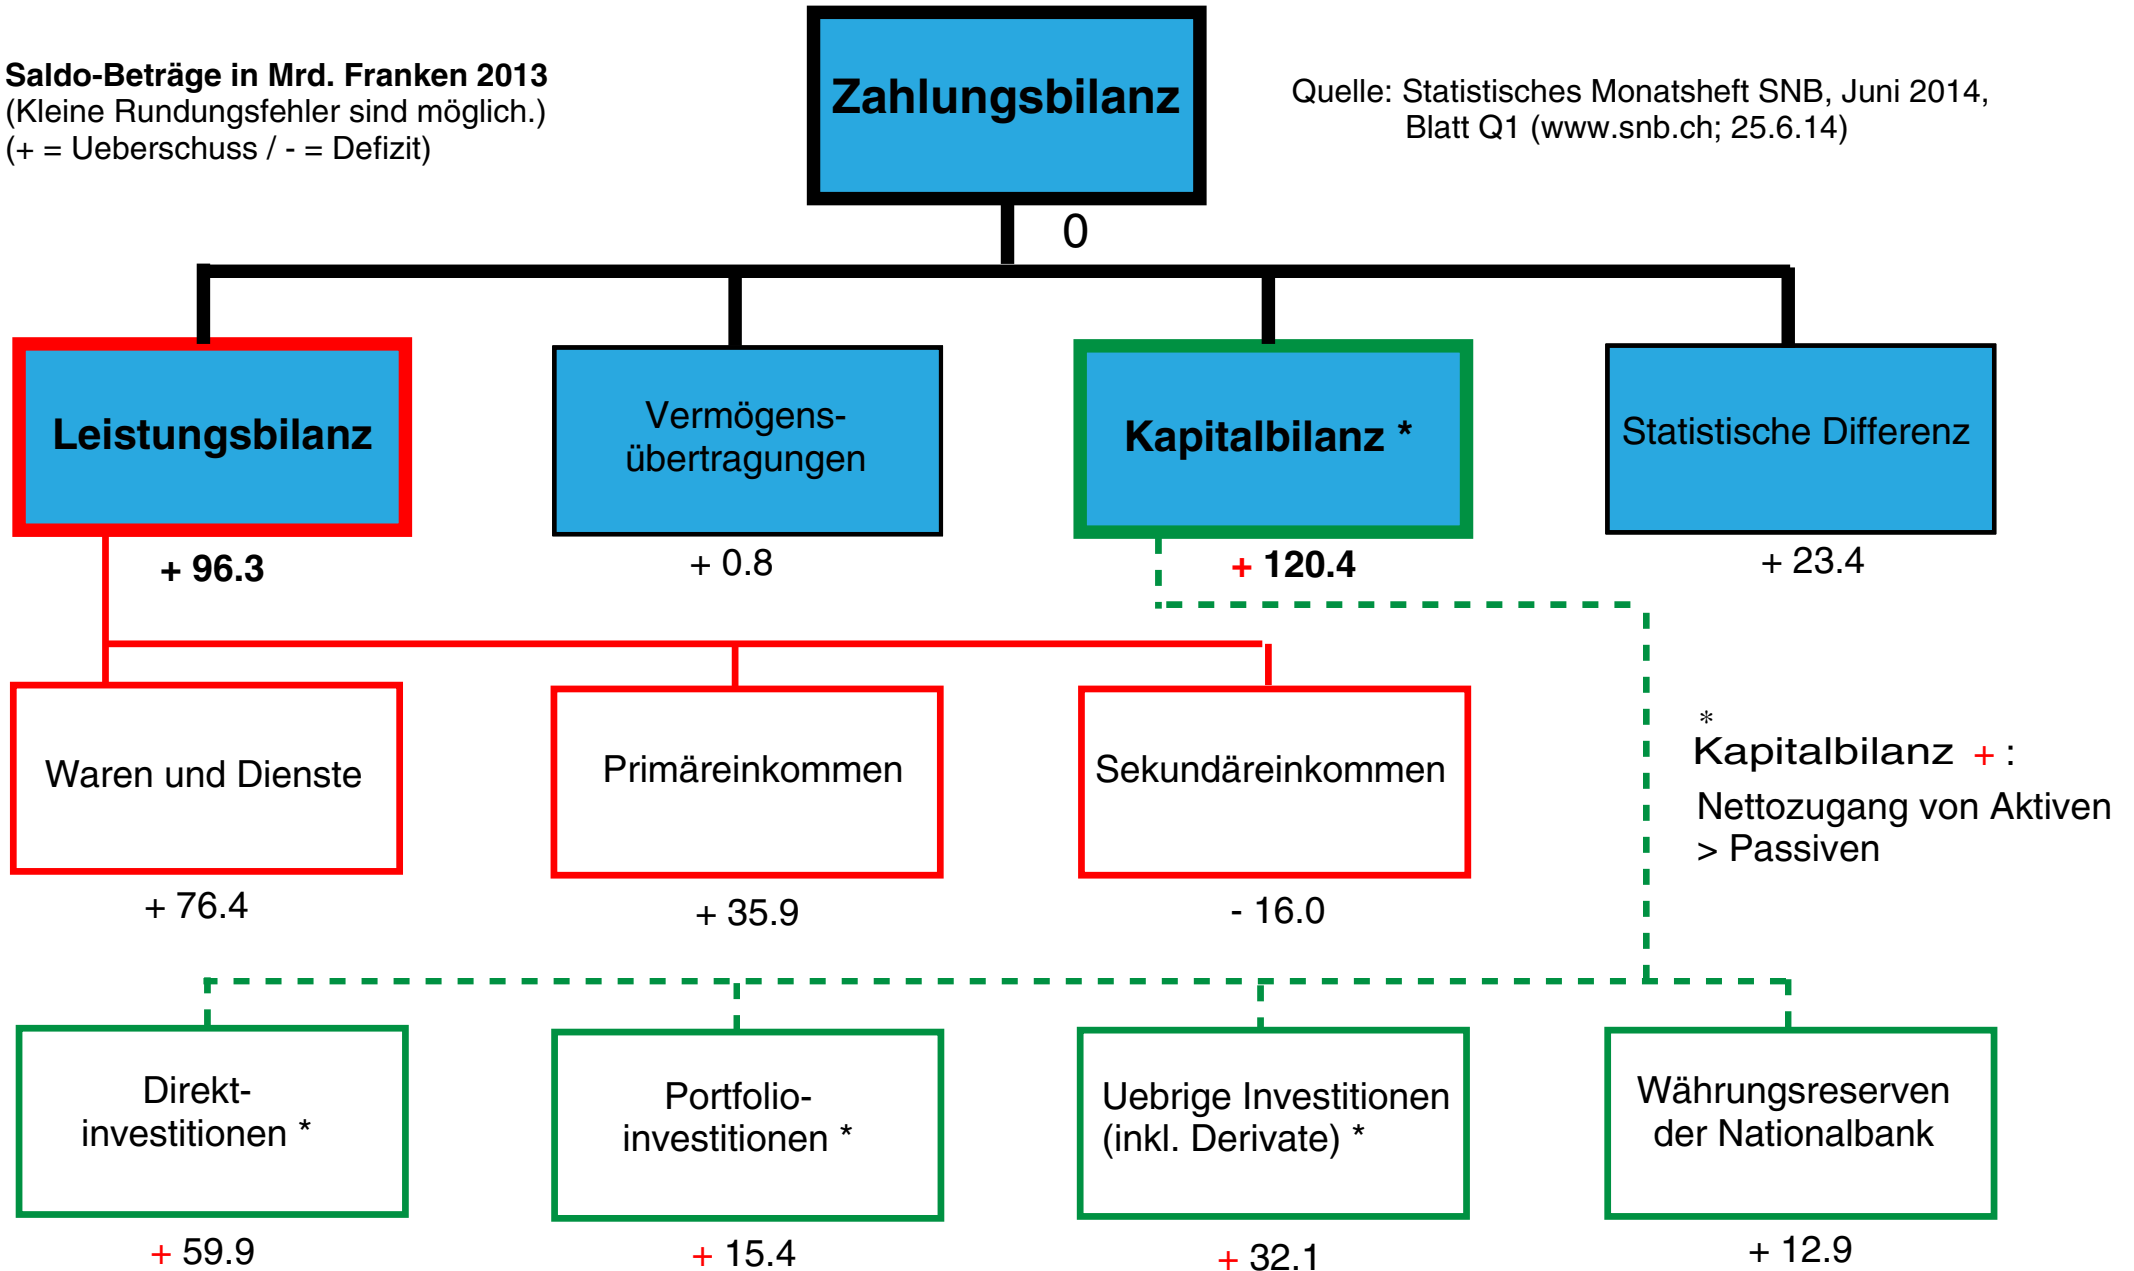 Saldo-Beträge in Mrd. Franken 2013
(Kleine Rundungsfehler sind möglich.)
(+ = Ueberschuss / - = Defizit)
Zahlungsbilanz
Quelle: Statistisches Monatsheft SNB, Juni 2014,
Blatt Q1 (www.snb.ch; 25.6.14)
0
Leistungsbilanz
Vermögens-
übertragungen
Kapitalbilanz *
Statistische Differenz
+ 96.3
+ 0.8
+ 120.4
+ 23.4
Waren und Dienste
Primäreinkommen
Sekundäreinkommen
*
Kapitalbilanz + :
Nettozugang von Aktiven
> Passiven
+ 76.4
+ 35.9
- 16.0
Direkt-
investitionen *
Portfolio-
investitionen *
Uebrige Investitionen
(inkl. Derivate) *
Währungsreserven
der Nationalbank
+ 59.9
+ 15.4
+ 32.1
+ 12.9